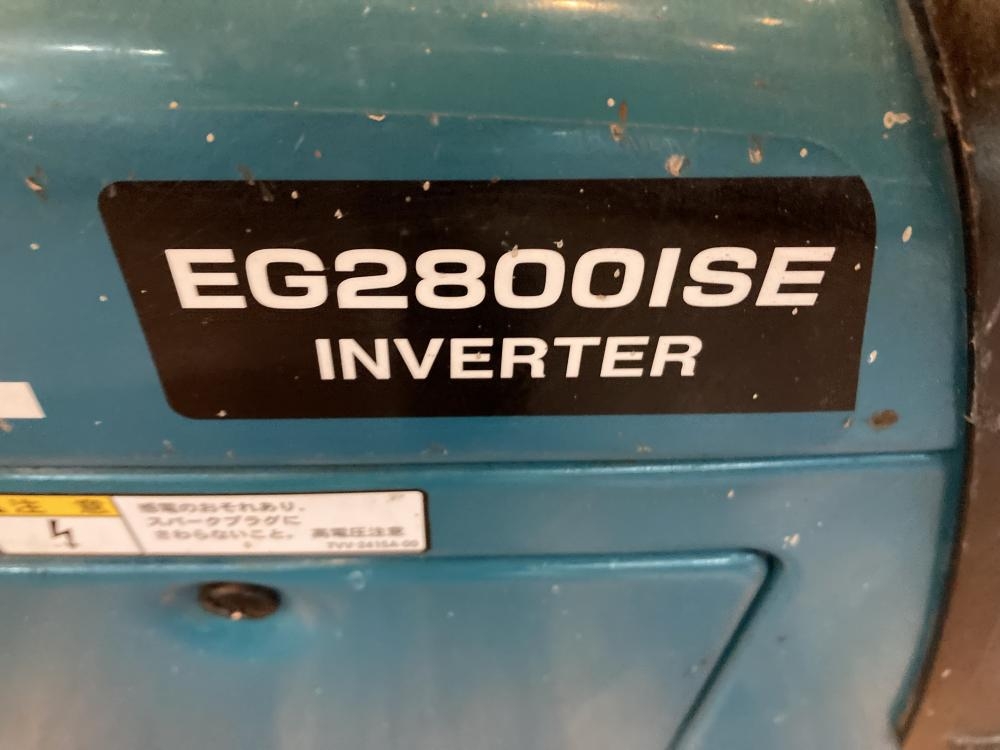 EG2800ISE
INVERTER
注意
感電のおそれあり。
スパークプラグに
さわらないこと。 高電圧注意